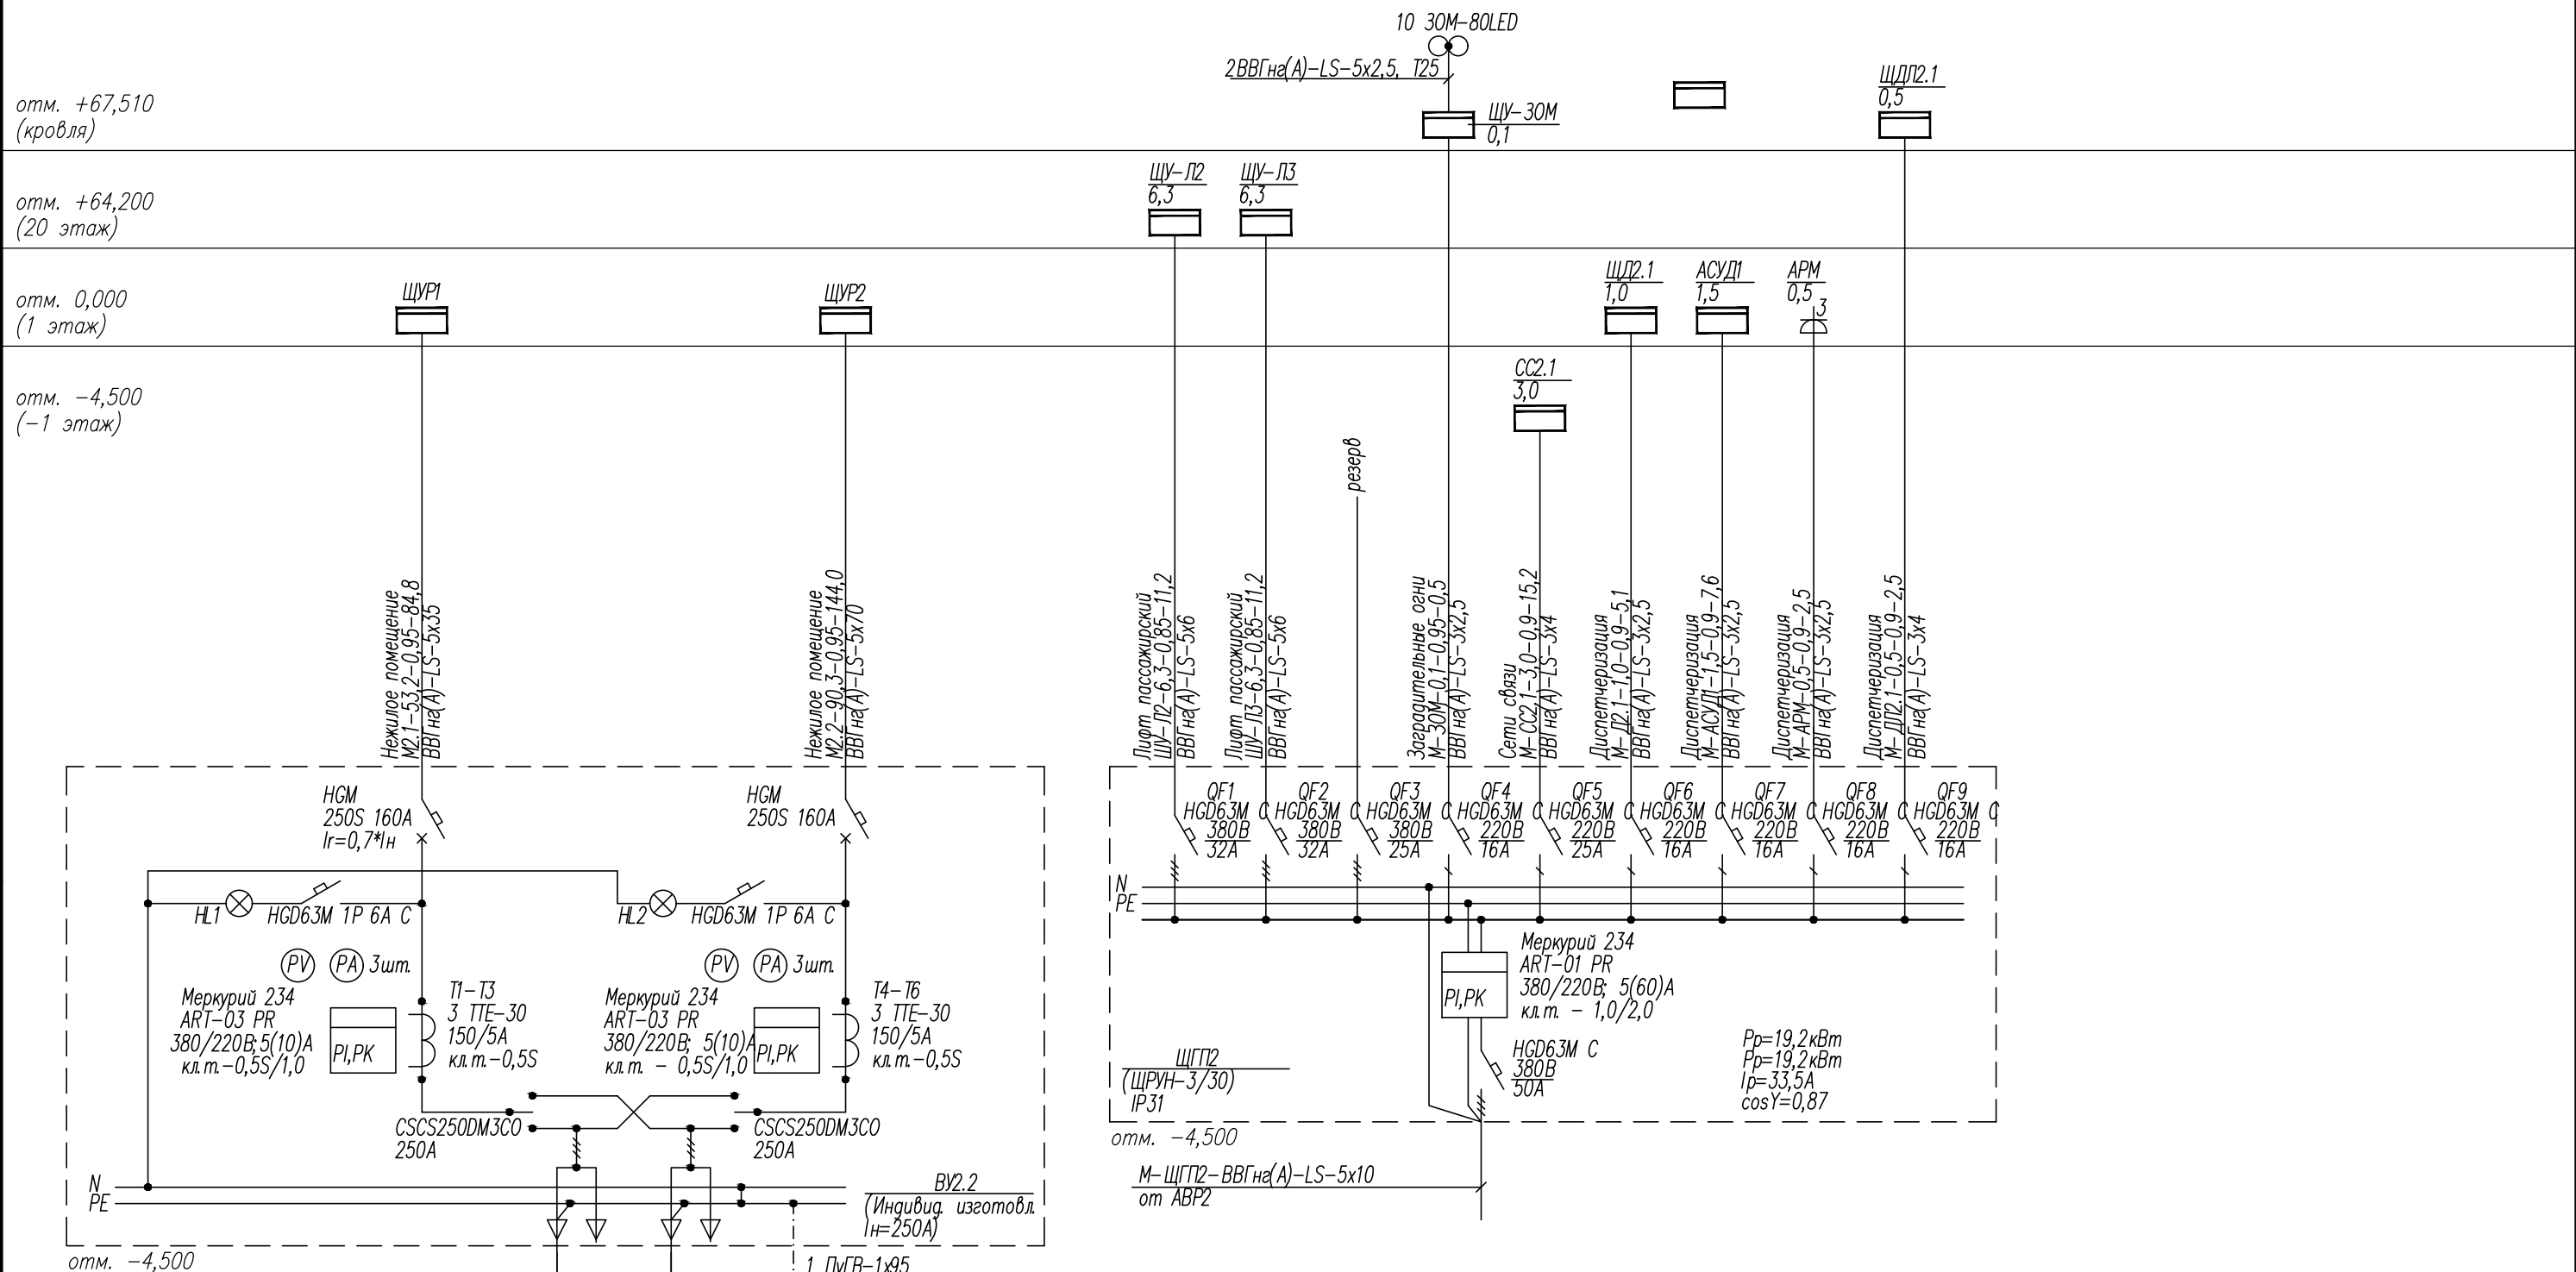 10 ЗОМ-80LED
2ВВГнг(А)-LS-5х2,5, Т25
отм. +67,510
(кровля)
ЩУ-ЗОМ
0,1
ЩДЛ2.1
0,5
отм. +64,200
(20 этаж)
ЩУ-Л2
6,3
ЩУ-Л3
6,3
отм. 0,000
(1 этаж)
ЩУР1
ЩУР2
ЩД2.1
1,0
АСУД1
1,5
АРМ
0,5
3
отм. -4,500
(-1 этаж)
СС2.1
3,0
Нежилое помещение
М2.1-53,2-0,95-84,8
ВВГнг(А)-LS-5х35
Нежилое помещение
М2.2-90,3-0,95-144,0
ВВГнг(А)-LS-5х70
Лифт пассажирский
ШУ-Л2-6,3-0,85-11,2
ВВГнг(А)-LS-5х6
Лифт пассажирский
ШУ-Л3-6,3-0,85-11,2
ВВГнг(А)-LS-5х6
резерв
Заградительные огни
М-ЗОМ-0,1-0,95-0,5
ВВГнг(А)-LS-3х2,5
Сети связи
М-СС2.1-3,0-0,9-15,2
ВВГнг(А)-LS-3х4
Диспетчеризация
М-Д2.1-1,0-0,9-5,1
ВВГнг(А)-LS-3х2,5
Диспетчеризация
М-АСУД1-1,5-0,9-7,6
ВВГнг(А)-LS-3х2,5
Диспетчеризация
М-АРМ-0,5-0,9-2,5
ВВГнг(А)-LS-3х2,5
Диспетчеризация
М-ДЛ2.1-0,5-0,9-2,5
ВВГнг(А)-LS-3х4
HGM
250S 160А
Ir=0,7*Iн
HGM
250S 160А
HL1
HGD63M 1P 6А С
HL2
HGD63M 1P 6А С
PV
PA
3шт.
PV
PA
3шт.
Меркурий 234
ART-03 PR
380/220В; 5(10)А
кл.т.-0,5S/1,0
PI,PK
Т1-Т3
3 ТТЕ-30
150/5А
кл.т.-0,5S
Меркурий 234
ART-03 PR
380/220В; 5(10)А
кл.т. - 0,5S/1,0
PI,PK
Т4-Т6
3 ТТЕ-30
150/5А
кл.т.-0,5S
CSCS250DM3CO
250А
CSCS250DM3CO
250А
N
PE
ВУ2.2
(Индивид. изготовл.
Iн=250А)
отм. -4,500
1 ПуГВ-1х95
QF1
HGD63M C
380В
32А
QF2
HGD63M C
380В
32А
QF3
HGD63M C
380В
25А
QF4
HGD63M C
220В
16А
QF5
HGD63M C
220В
25А
QF6
HGD63M C
220В
16А
QF7
HGD63M C
220В
16А
QF8
HGD63M C
220В
16А
QF9
HGD63M C
220В
16А
N
PE
Меркурий 234
ART-01 PR
380/220В; 5(60)А
кл.т. - 1,0/2,0
PI,PK
HGD63M C
380В
50А
Рр=19,2кВт
Рр=19,2кВт
Iр=33,5А
cosY=0,87
ЩГП2
(ЩРУН-3/30)
IP31
отм. -4,500
М-ЩГП2-ВВГнг(А)-LS-5х10
от АВР2